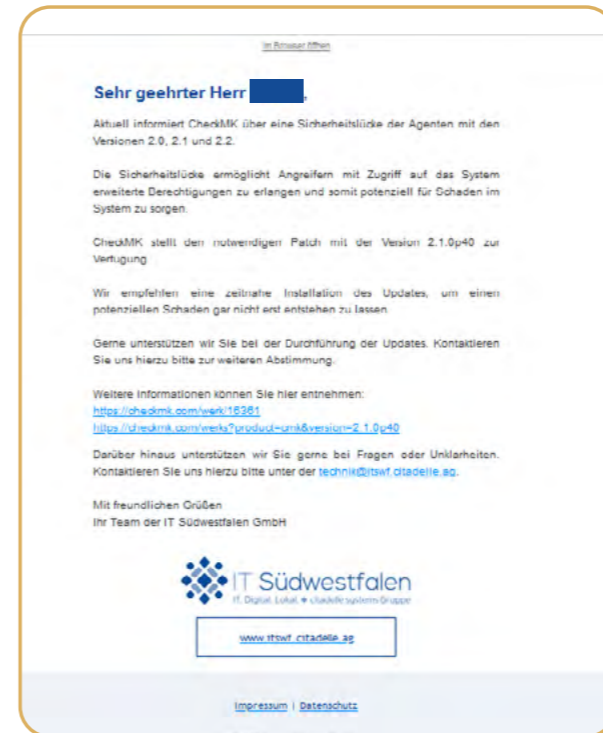 Im Browser öffnen
Sehr geehrter Herr ,
Aktuell informiert CheckMK über eine Sicherheitslücke der Agenten mit den
Versionen 2.0, 2.1 und 2.2.
Die Sicherheitslücke ermöglicht Angreifern mit Zugriff auf das System
erweiterte Berechtigungen zu erlangen und somit potenziell für Schaden im
System zu sorgen.
CheckMK stellt den notwendigen Patch mit der Version 2.1.0p40 zur
Verfügung
Wir empfehlen eine zeitnahe Installation des Updates, um einen
potenziellen Schaden gar nicht erst entstehen zu lassen
Gerne unterstützen wir Sie bei der Durchführung der Updates. Kontaktieren
Sie uns hierzu bitte zur weiteren Abstimmung.
Weitere Informationen können Sie hier entnehmen:
https://checkmk.com/werk/16361
https://checkmk.com/werks?product=cmk&version=2.1.0p40
Darüber hinaus unterstützen wir Sie gerne bei Fragen oder Unklarheiten.
Kontaktieren Sie uns hierzu bitte unter der technik@itswf.citadelle.ag.
Mit freundlichen Grüßen
Ihr Team der IT Südwestfalen GmbH
IT Südwestfalen
IT. Digital. Lokal. + citadelle systems Gruppe
www.itswf.citadelle.ag
Impressum | Datenschutz